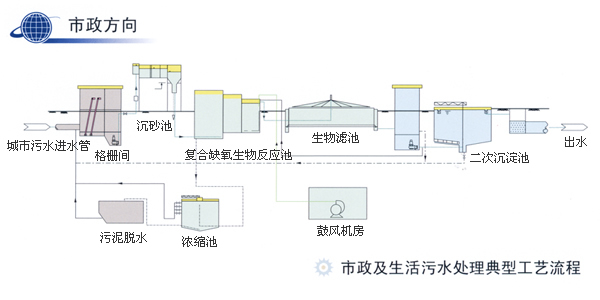 市政方向
沉砂池
城市污水进水管
格栅间
复合缺氧生物反应池
生物滤池
二次沉淀池
出水
污泥脱水
浓缩池
鼓风机房
市政及生活污水处理典型工艺流程